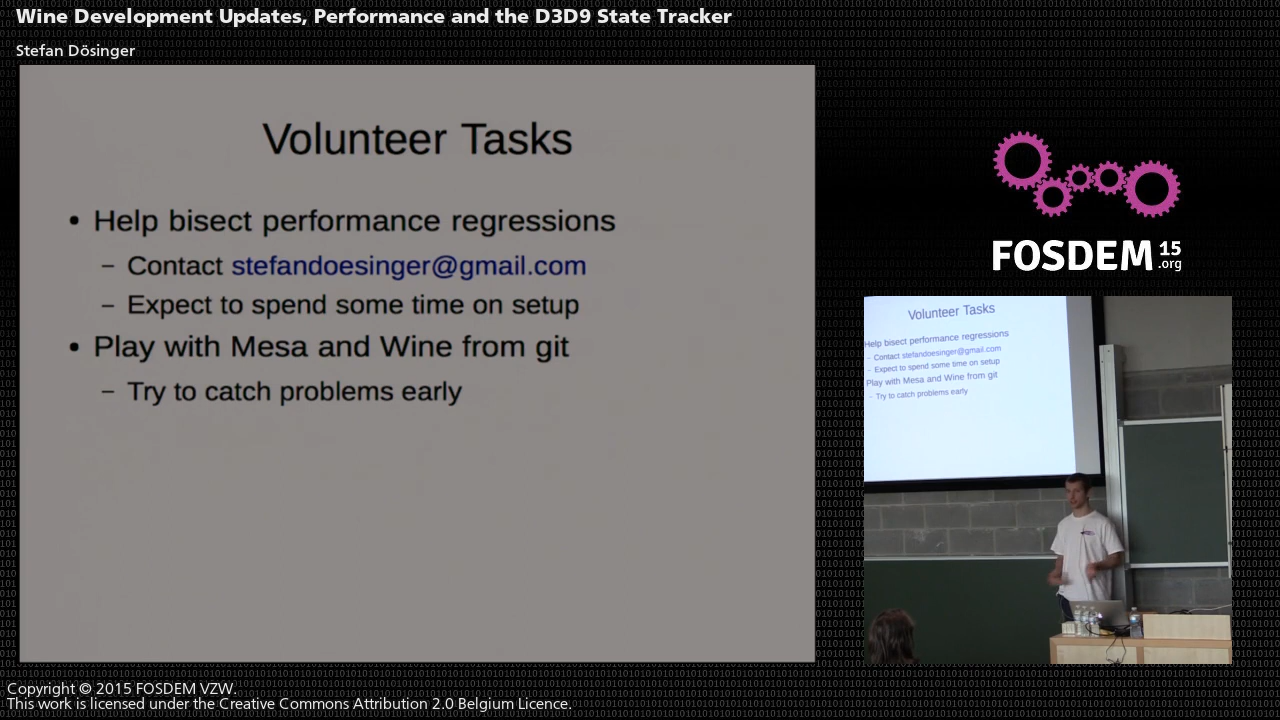 Wine Development Updates, Performance and the D3D9 State Tracker
Stefan Dösinger
Volunteer Tasks
• Help bisect performance regressions
– Contact stefandoesinger@gmail.com
– Expect to spend some time on setup
• Play with Mesa and Wine from git
– Try to catch problems early
FOSDEM 15
.org
Volunteer Tasks
Help bisect performance regressions
– Contact stefandoesinger@gmail.com
– Expect to spend some time on setup
Play with Mesa and Wine from git
– Try to catch problems early
Copyright © 2015 FOSDEM VZW.
This work is licensed under the Creative Commons Attribution 2.0 Belgium Licence.